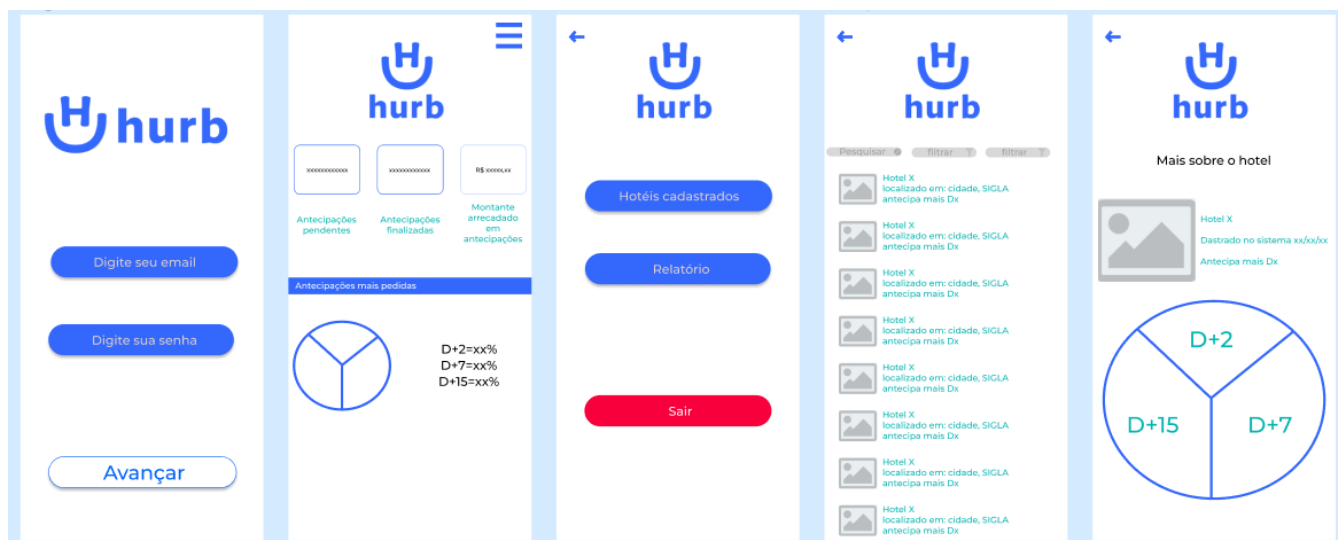 H hurb
Digite seu email
Digite sua senha
Avançar
H
hurb
xxxxxxxxxxxxx
xxxxxxxxxxxxx
R$ xxxxx,xx
Antecipações
pendentes
Antecipações
finalizadas
Montante
arrecadado
em
antecipações
Antecipações mais pedidas
D+2=xx%
D+7=xx%
D+15=xx%
H
hurb
Hotéis cadastrados
Relatório
Sair
H
hurb
Pesquisar
filtrar
filtrar
Hotel X
localizado em: cidade, SIGLA
antecipa mais Dx
Hotel X
localizado em: cidade, SIGLA
antecipa mais Dx
Hotel X
localizado em: cidade, SIGLA
antecipa mais Dx
Hotel X
localizado em: cidade, SIGLA
antecipa mais Dx
Hotel X
localizado em: cidade, SIGLA
antecipa mais Dx
Hotel X
localizado em: cidade, SIGLA
antecipa mais Dx
Hotel X
localizado em: cidade, SIGLA
antecipa mais Dx
Hotel X
localizado em: cidade, SIGLA
antecipa mais Dx
H
hurb
Mais sobre o hotel
Hotel X
Dastrado no sistema xx/xx/xx
Antecipa mais Dx
D+2
D+15
D+7